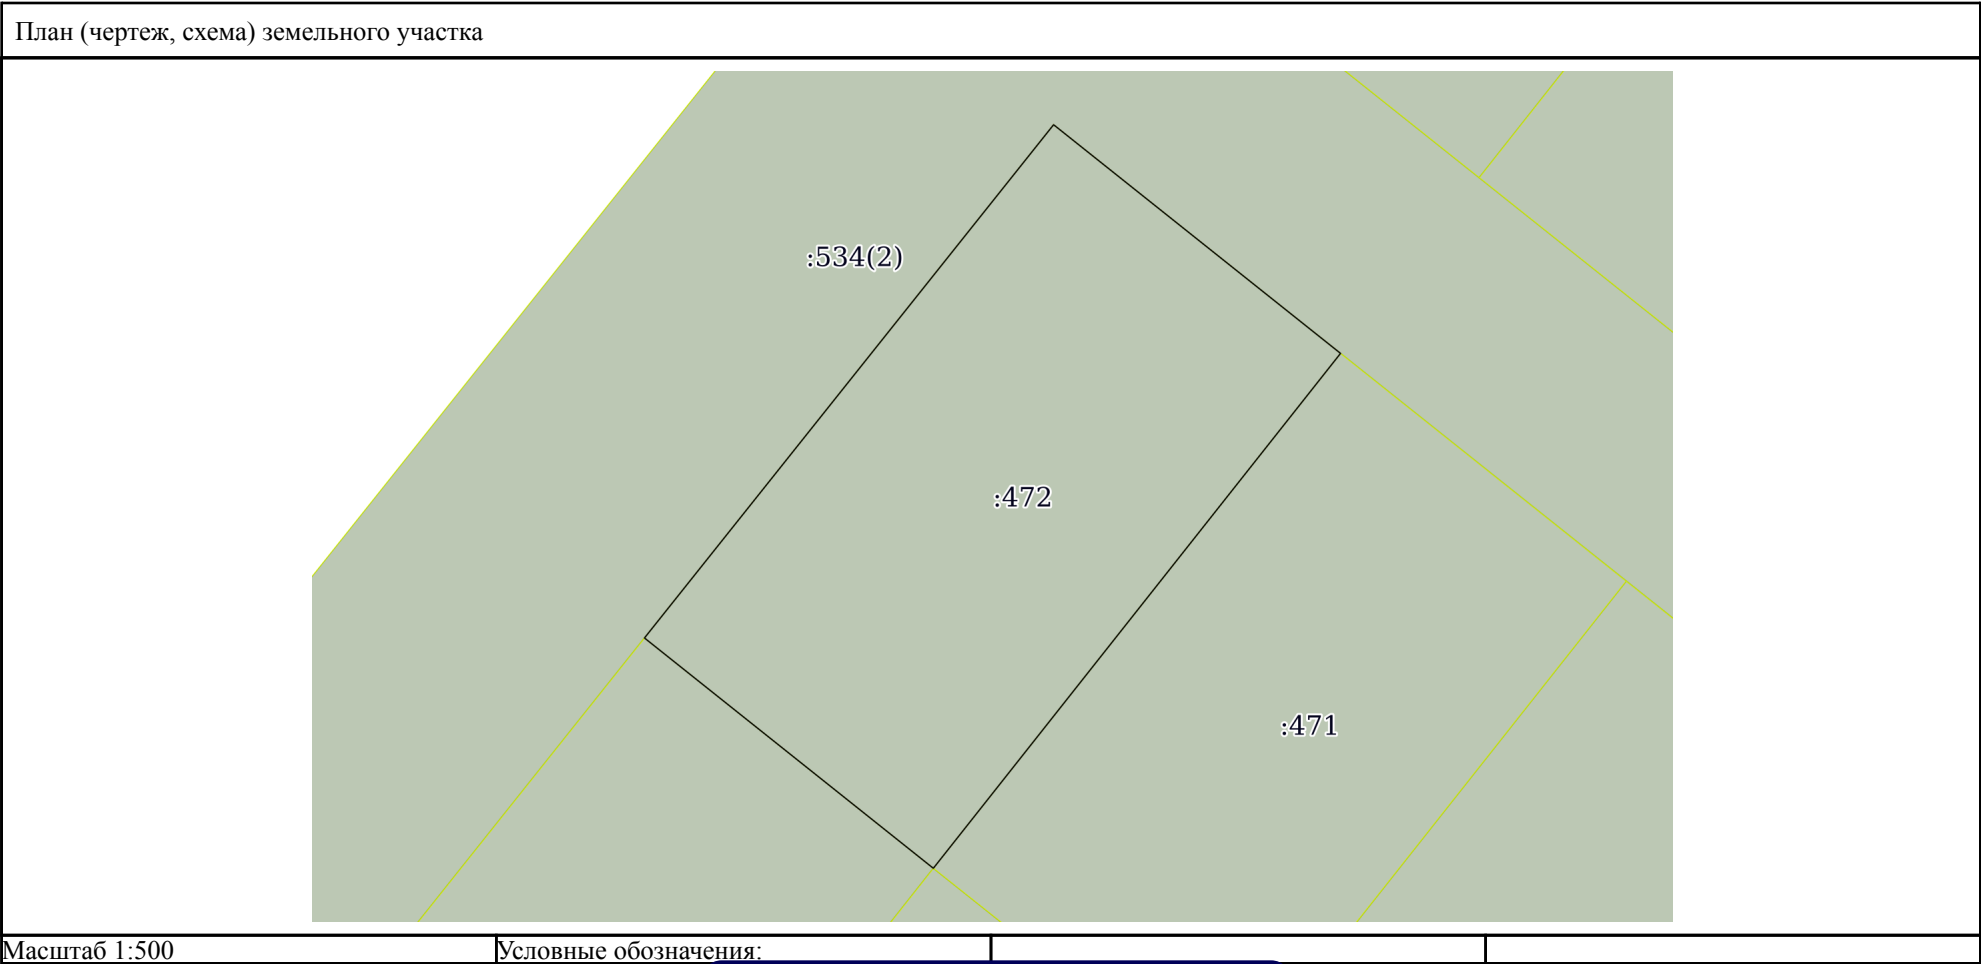 План (чертеж, схема) земельного участка
:534(2)
:472
:471
Масштаб 1:500
Условные обозначения: